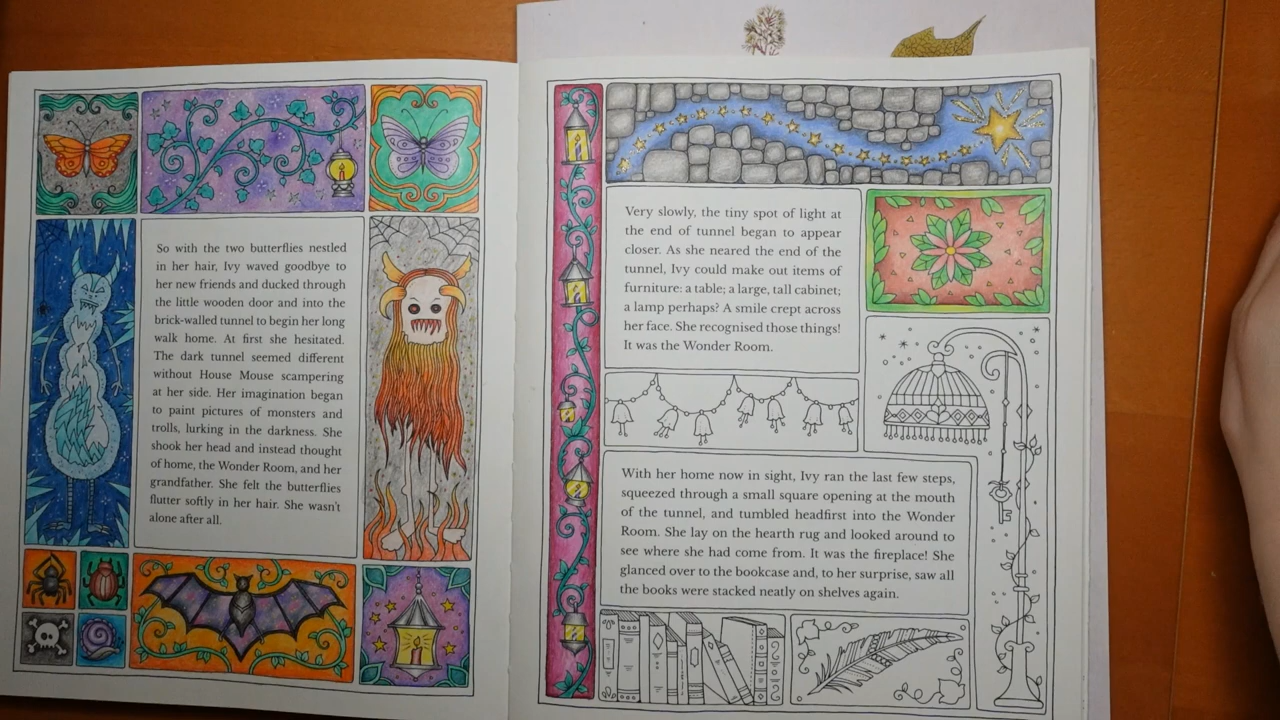 So with the two butterflies nestled
in her hair, Ivy waved goodbye to
her new friends and ducked through
the little wooden door and into the
brick-walled tunnel to begin her long
walk home. At first she hesitated.
The dark tunnel seemed different
without House Mouse scampering
at her side. Her imagination began
to paint pictures of monsters and
trolls, lurking in the darkness. She
shook her head and instead thought
of home, the Wonder Room, and her
grandfather. She felt the butterflies
flutter softly in her hair. She wasn't
alone after all.
Very slowly, the tiny spot of light at
the end of tunnel began to appear
closer. As she neared the end of the
tunnel, Ivy could make out items of
furniture: a table; a large, tall cabinet;
a lamp perhaps? A smile crept across
her face. She recognised those things!
It was the Wonder Room.
With her home now in sight, Ivy ran the last few steps,
squeezed through a small square opening at the mouth
of the tunnel, and tumbled headfirst into the Wonder
Room. She lay on the hearth rug and looked around to
see where she had come from. It was the fireplace! She
glanced over to the bookcase and, to her surprise, saw all
the books were stacked neatly on shelves again.